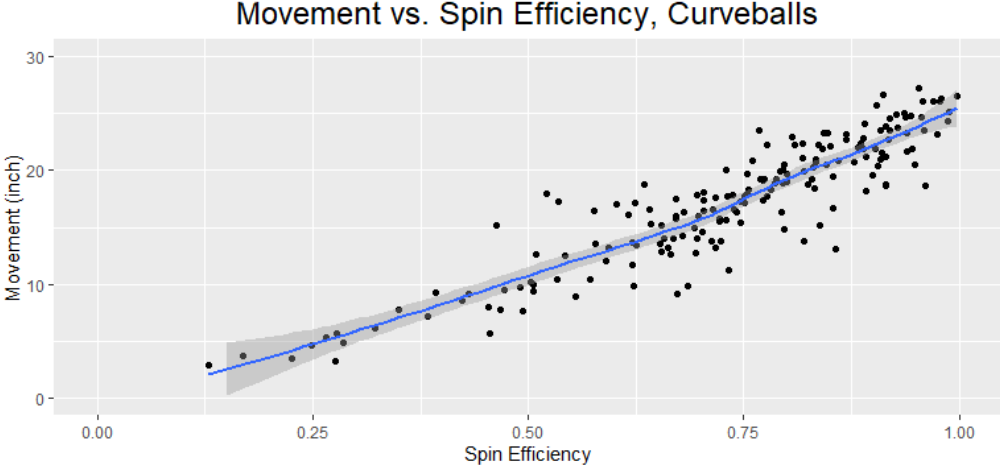 Movement vs. Spin Efficiency, Curveballs
Movement (inch)
30
20
10
0
0.00 0.25 0.50 0.75 1.00
Spin Efficiency